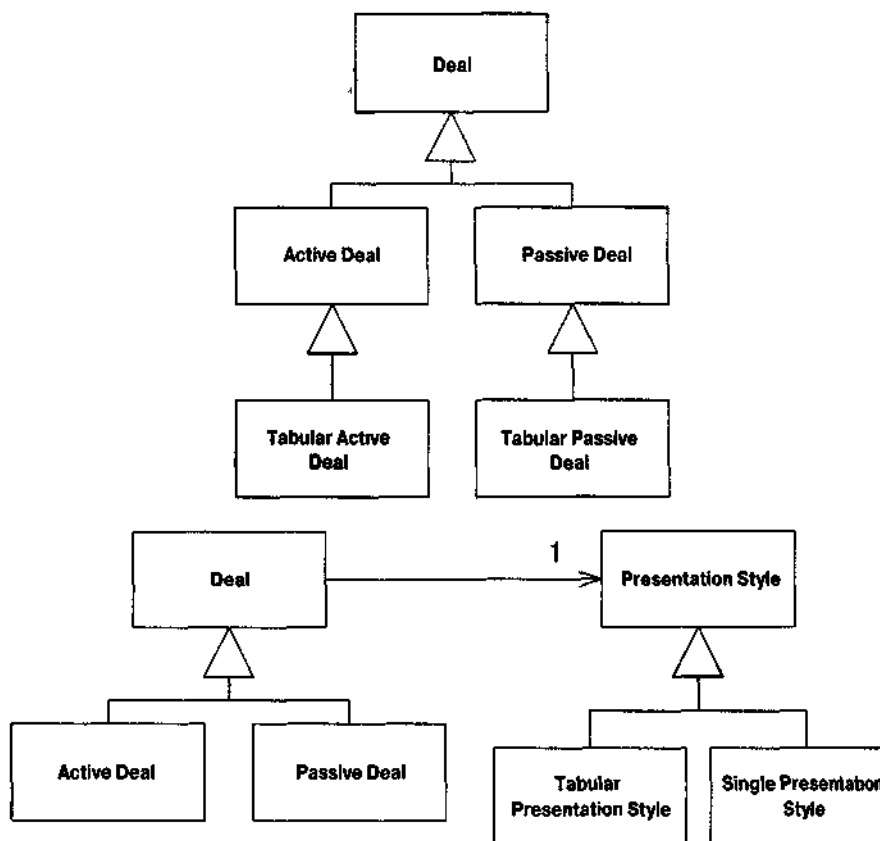 Deal
Active Deal
Passive Deal
Tabular Active
Deal
Tabular Passive
Deal
Deal
1
Presentation Style
Active Deal
Passive Deal
Tabular
Presentation Style
Single Presentation
Style